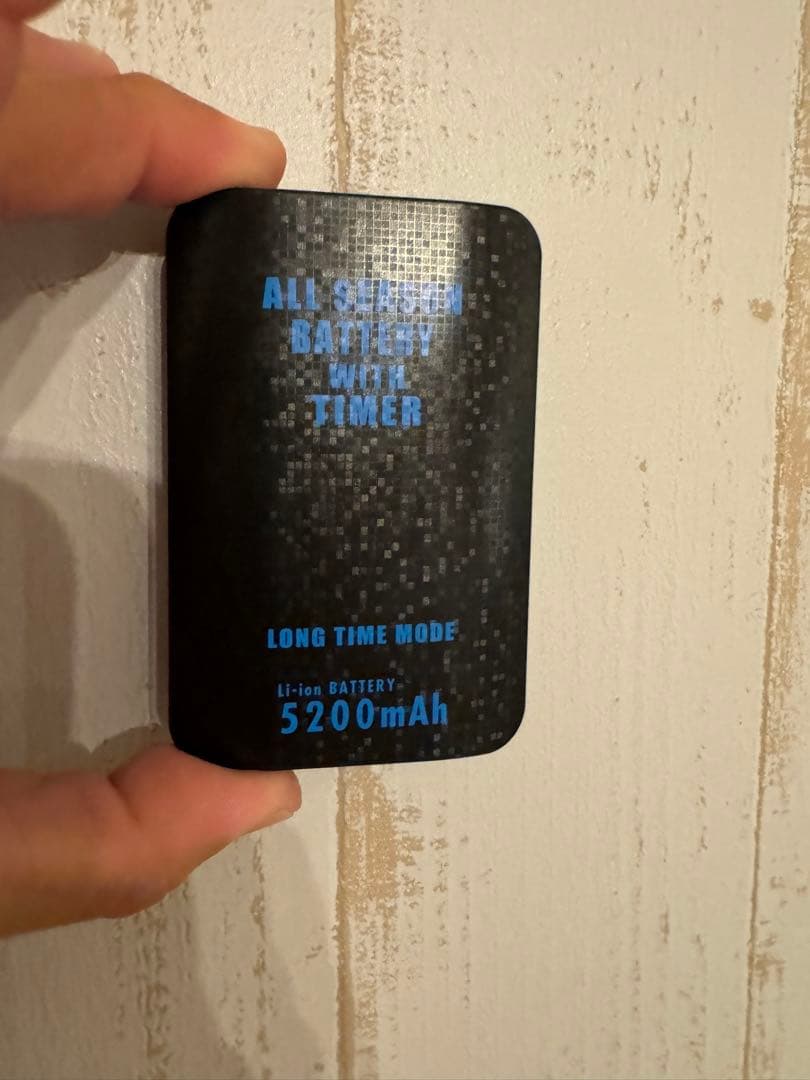 ALL SEASON
BATTERY
WITH
TIMER
LONG TIME MODE
Li-ion BATTERY
5200mAh